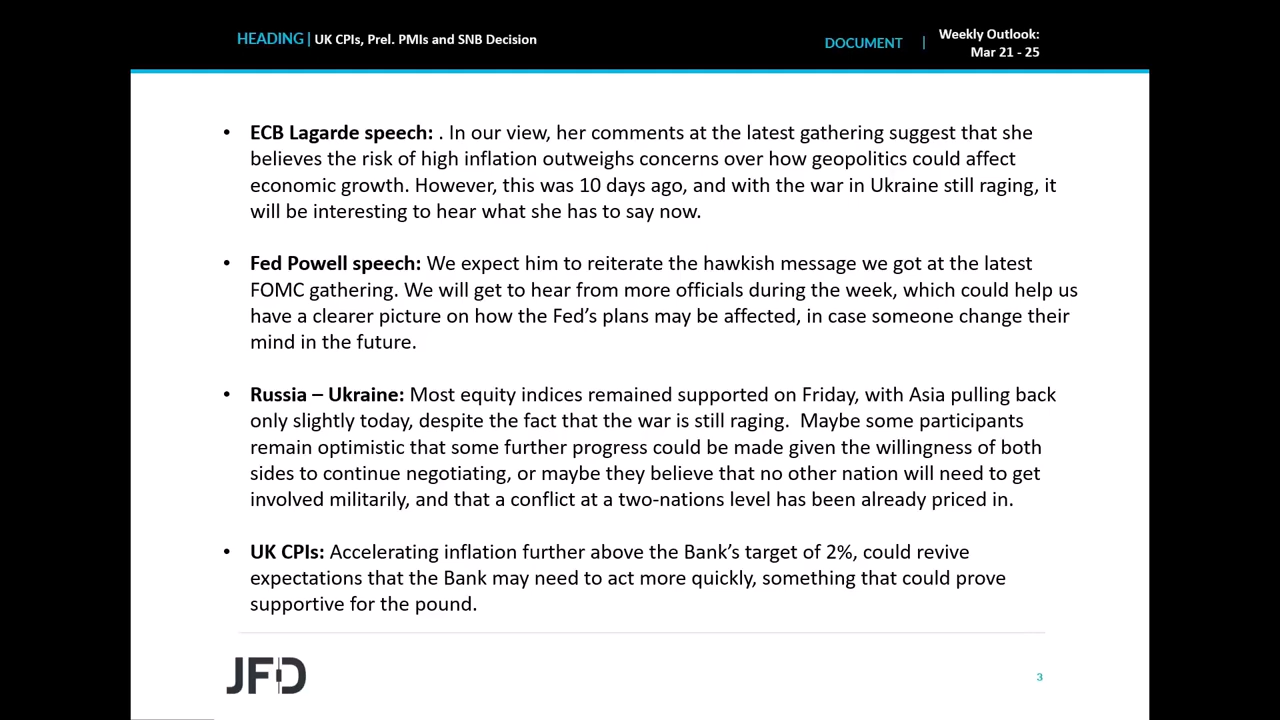 HEADING | UK CPIs, Prel. PMIs and SNB Decision
DOCUMENT | Weekly Outlook:
Mar 21 - 25
• ECB Lagarde speech: . In our view, her comments at the latest gathering suggest that she
believes the risk of high inflation outweighs concerns over how geopolitics could affect
economic growth. However, this was 10 days ago, and with the war in Ukraine still raging, it
will be interesting to hear what she has to say now.
• Fed Powell speech: We expect him to reiterate the hawkish message we got at the latest
FOMC gathering. We will get to hear from more officials during the week, which could help us
have a clearer picture on how the Fed’s plans may be affected, in case someone change their
mind in the future.
• Russia – Ukraine: Most equity indices remained supported on Friday, with Asia pulling back
only slightly today, despite the fact that the war is still raging.  Maybe some participants
remain optimistic that some further progress could be made given the willingness of both
sides to continue negotiating, or maybe they believe that no other nation will need to get
involved militarily, and that a conflict at a two-nations level has been already priced in.
• UK CPIs: Accelerating inflation further above the Bank’s target of 2%, could revive
expectations that the Bank may need to act more quickly, something that could prove
supportive for the pound.
JFD
3